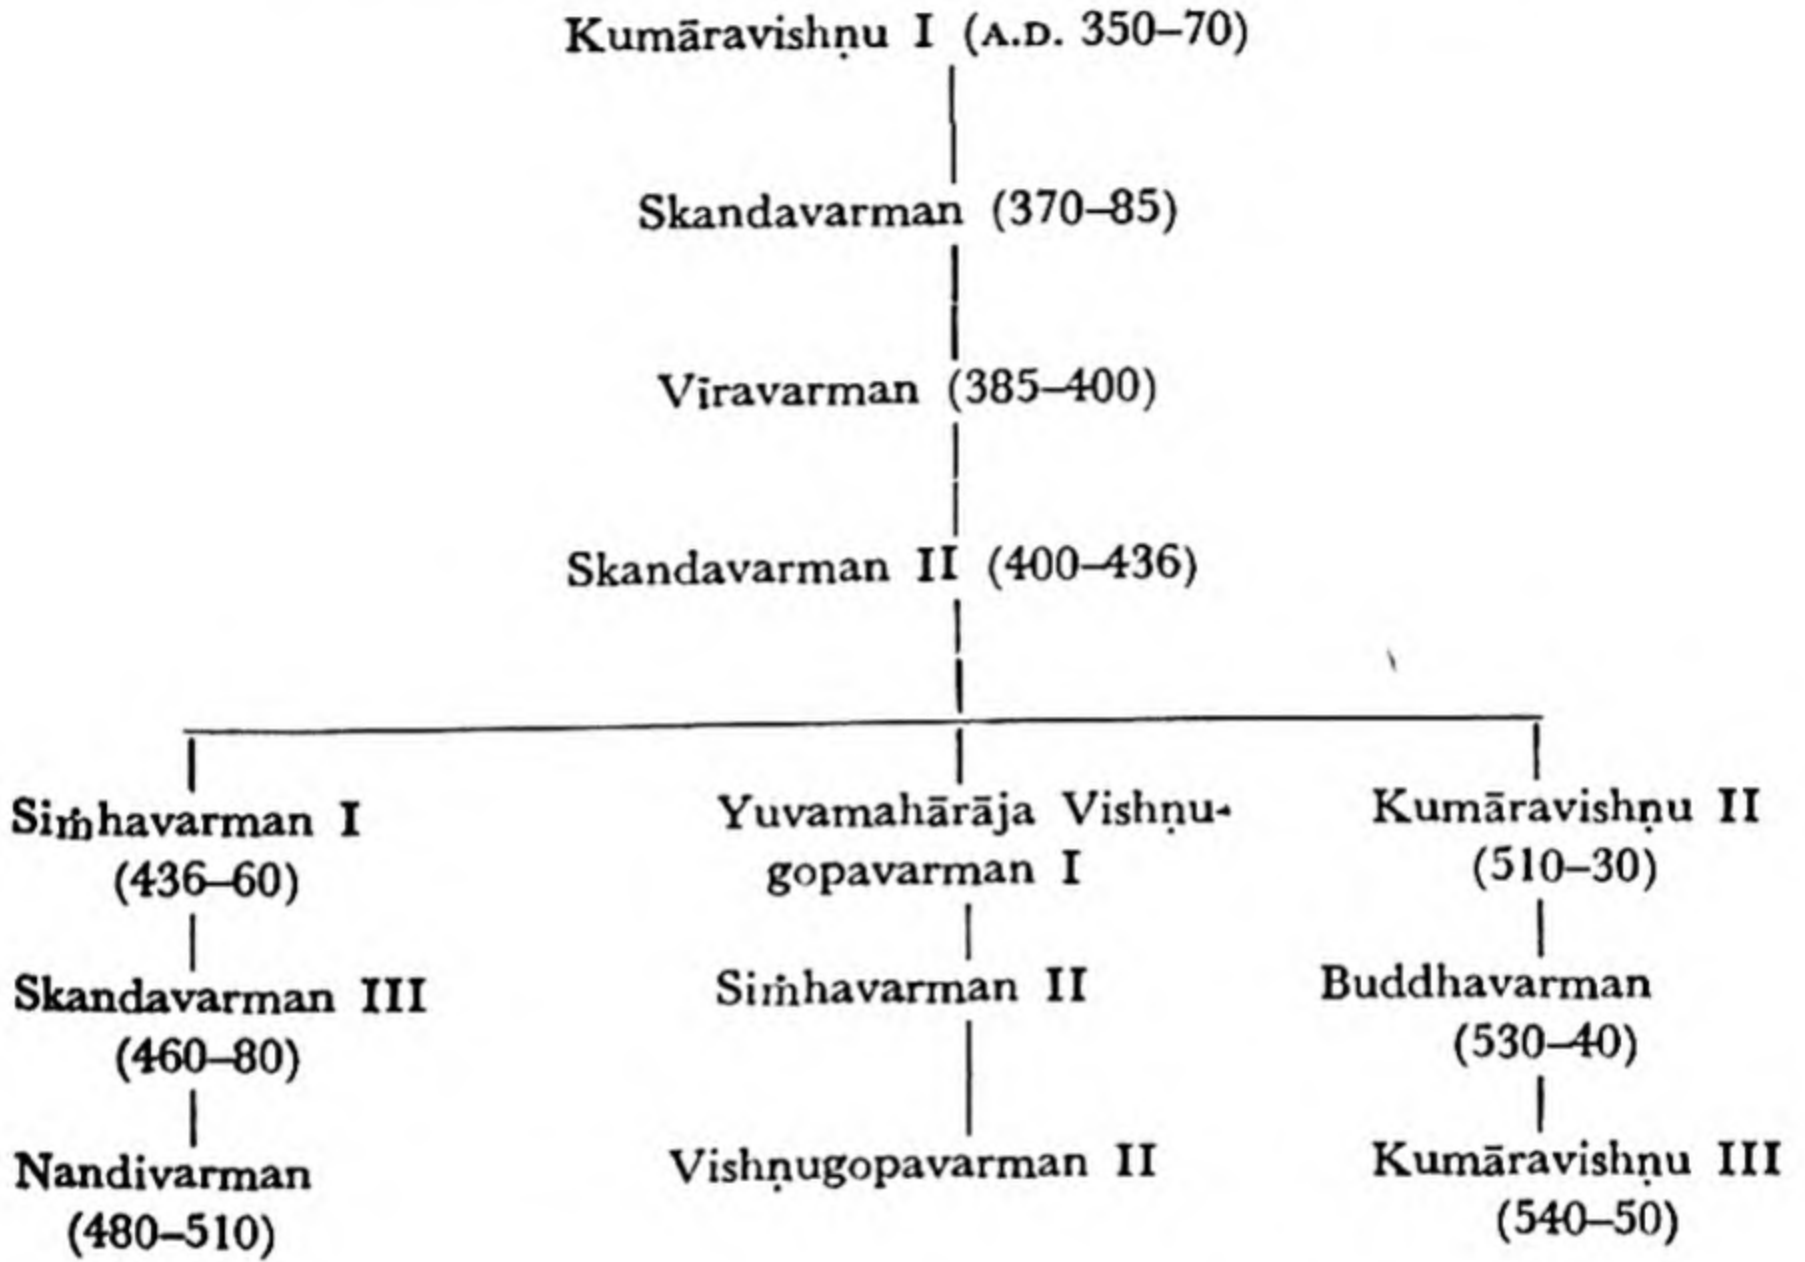 Kumāravishṇu I (A.D. 350–70)
Skandavarman (370–85)
Vīravarman (385–400)
Skandavarman II (400–436)
Siṁhavarman I
(436–60)
Skandavarman III
(460–80)
Nandivarman
(480–510)
Yuvamahārāja Vishṇu-
gopavarman I
Siṁhavarman II
Vishṇugopavarman II
Kumāravishṇu II
(510–30)
Buddhavarman
(530–40)
Kumāravishṇu III
(540–50)